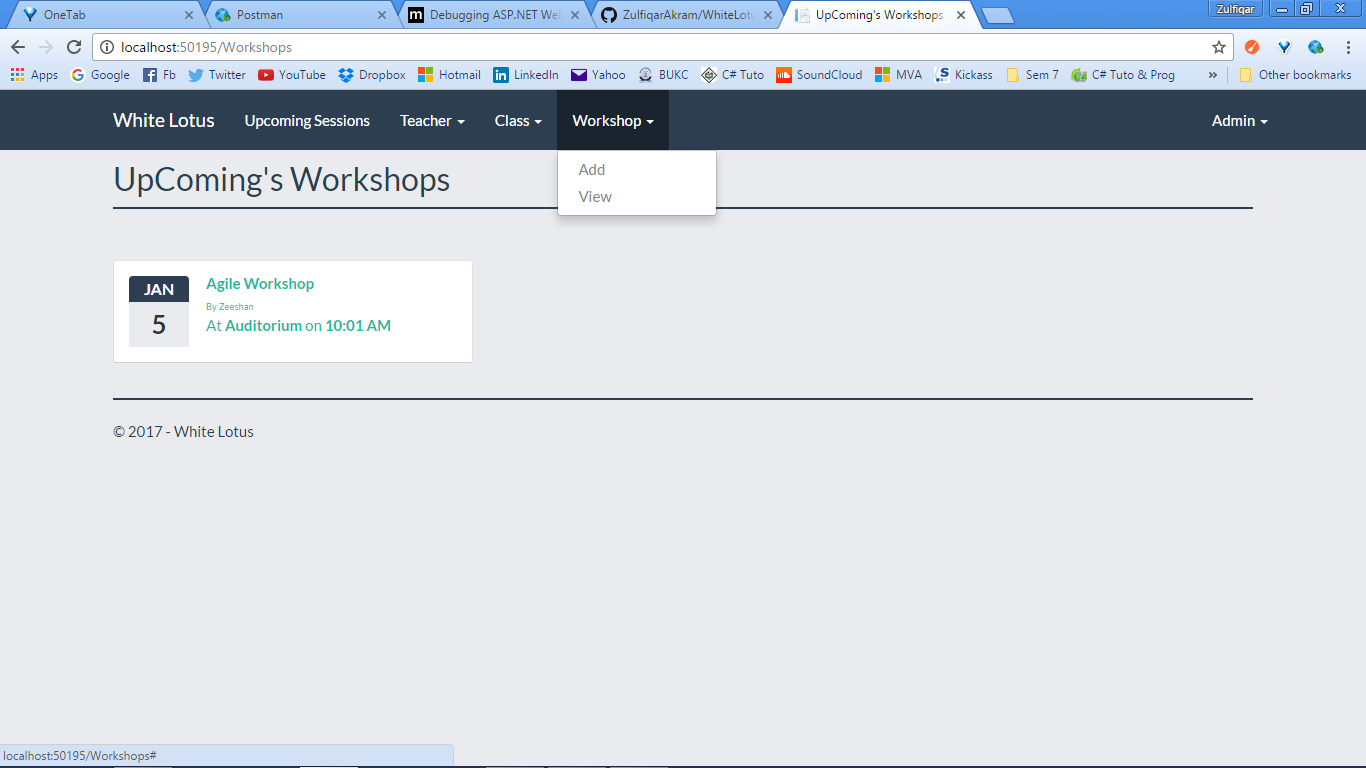 OneTab
Postman
Debugging ASP.NET We
ZulfiqarAkram/WhiteLotu
UpComing's Workshops
Zulfiqar
localhost:50195/Workshops
Apps Google Fb Twitter YouTube Dropbox Hotmail LinkedIn Yahoo BUKC C# Tuto SoundCloud MVA Kickass Sem 7 C# Tuto & Prog » Other bookmarks
White Lotus Upcoming Sessions Teacher Class Workshop Admin
Add
View
UpComing's Workshops
JAN
5
Agile Workshop
By Zeeshan
At Auditorium on 10:01 AM
© 2017 - White Lotus
localhost:50195/Workshops#